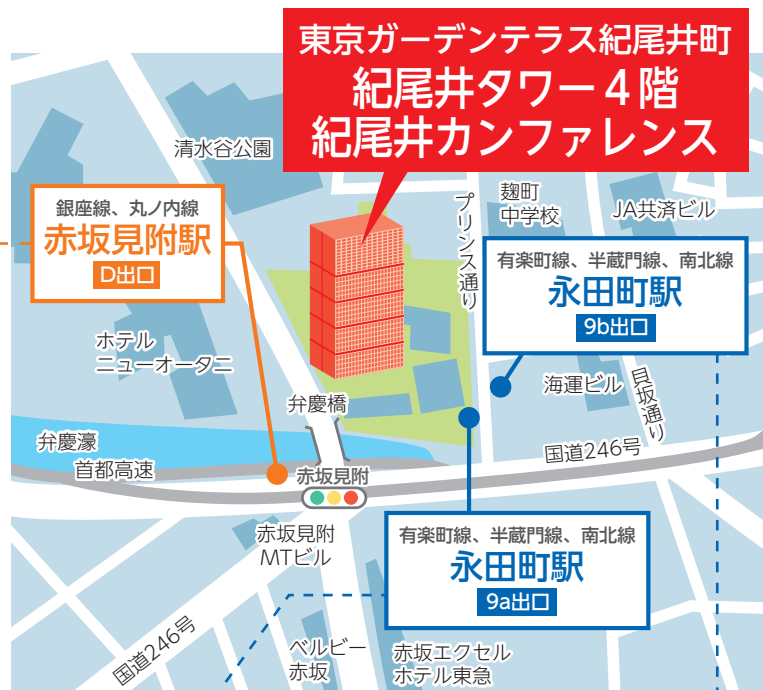 東京ガーデンテラス紀尾井町
紀尾井タワー4階
紀尾井カンファレンス
清水谷公園
銀座線、丸ノ内線
赤坂見附駅
D出口
プリンス通り
麹町
中学校
JA共済ビル
有楽町線、半蔵門線、南北線
永田町駅
9b出口
ホテル
ニューオータニ
海運ビル
貝坂通り
弁慶橋
弁慶濠
首都高速
国道246号
赤坂見附
有楽町線、半蔵門線、南北線
永田町駅
9a出口
赤坂見附
MTビル
国道246号
ベルビー
赤坂
赤坂エクセル
ホテル東急